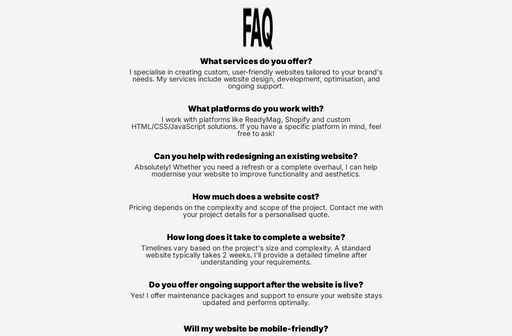 FAQ
What services do you offer?
I specialise in creating custom, user-friendly websites tailored to your brand's
needs. My services include website design, development, optimisation, and
ongoing support.
What platforms do you work with?
I work with platforms like ReadyMag, Shopify and custom
HTML/CSS/JavaScript solutions. If you have a specific platform in mind, feel
free to ask!
Can you help with redesigning an existing website?
Absolutely! Whether you need a refresh or a complete overhaul, I can help
modernise your website to improve functionality and aesthetics.
How much does a website cost?
Pricing depends on the complexity and scope of the project. Contact me with
your project details for a personalised quote.
How long does it take to complete a website?
Timelines vary based on the project's size and complexity. A standard
website typically takes 2 weeks. I'll provide a detailed timeline after
understanding your requirements.
Do you offer ongoing support after the website is live?
Yes! I offer maintenance packages and support to ensure your website stays
updated and performs optimally.
Will my website be mobile-friendly?